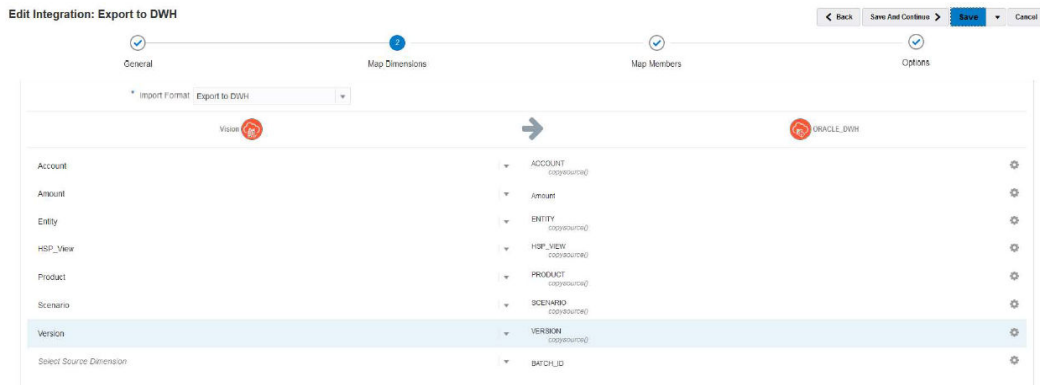 Edit Integration: Export to DWH
Back Save And Continue Save Cancel
2
General Map Dimensions Map Members Options
* Import Format Export to DWH
Vision ORACLE_DWH
Account ACCOUNT
copysource()
Amount Amount
Entity ENTITY
copysource()
HSP_View HSP_VIEW
copysource()
Product PRODUCT
copysource()
Scenario SCENARIO
copysource()
Version VERSION
copysource()
Select Source Dimension BATCH_ID